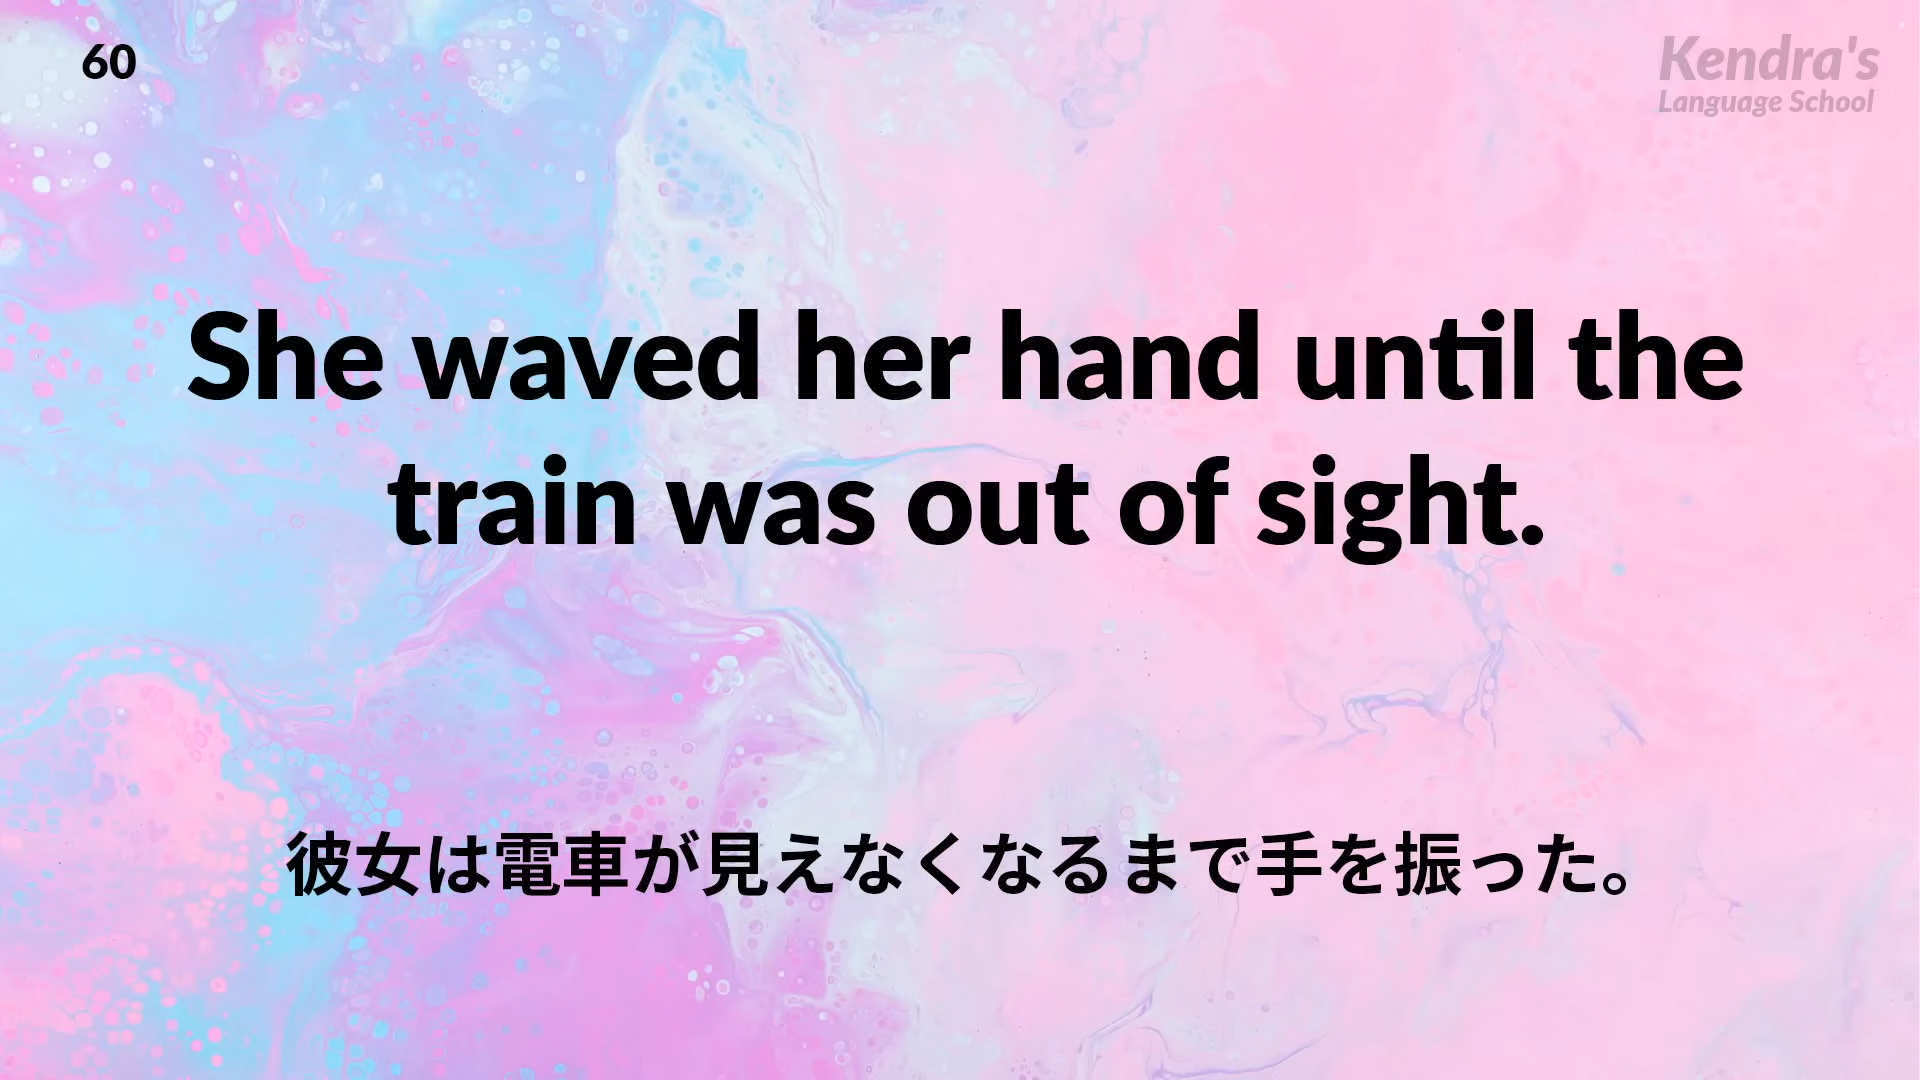 60
Kendra's
Language School
She waved her hand until the
train was out of sight.
彼女は電車が見えなくなるまで手を振った。